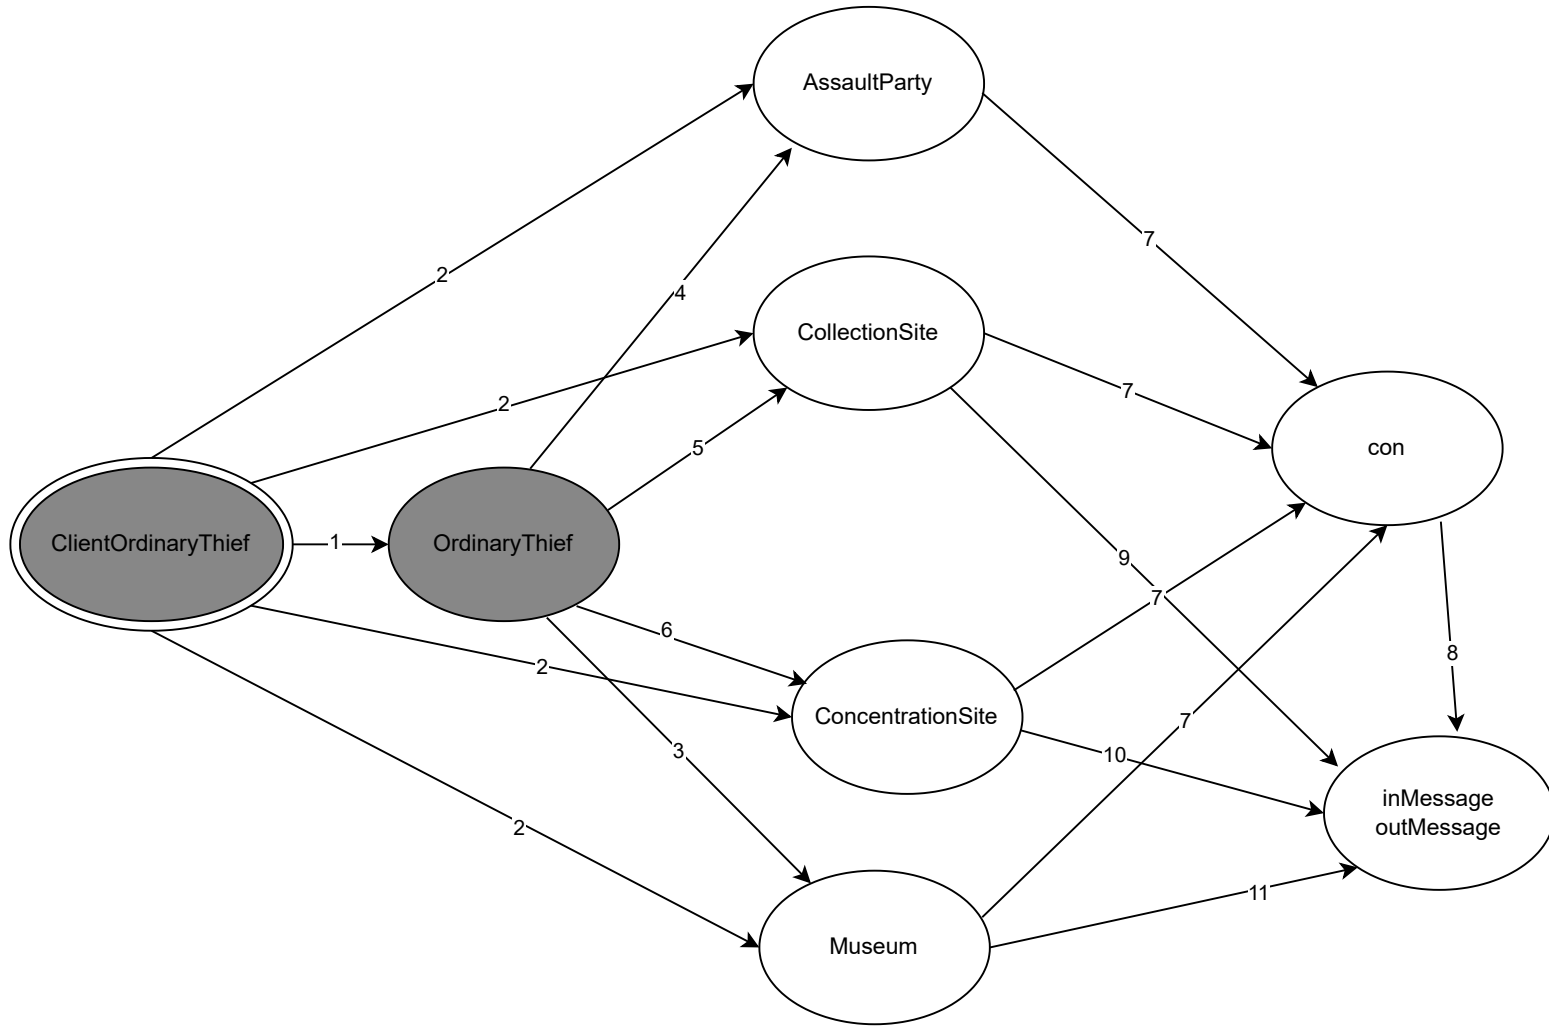 AssaultParty
7
2
4
CollectionSite
2
7
5
con
ClientOrdinaryThief
1
OrdinaryThief
9
7
6
2
8
ConcentrationSite
3
7
10
inMessage
outMessage
2
11
Museum